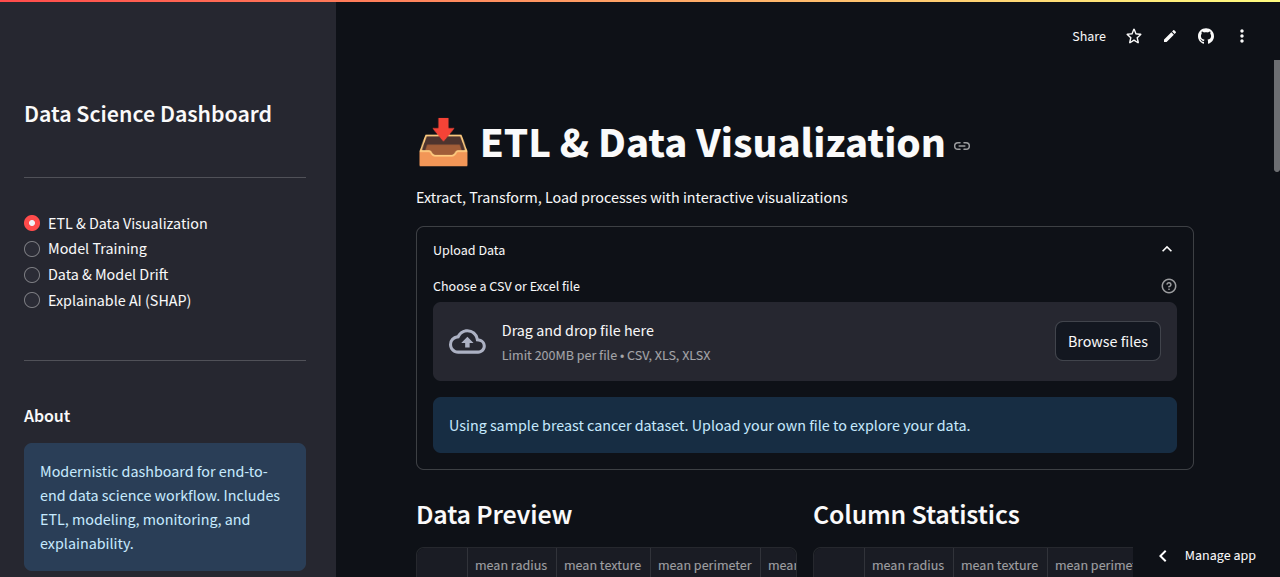 Share
Data Science Dashboard
ETL & Data Visualization
Model Training
Data & Model Drift
Explainable AI (SHAP)
About
Modernistic dashboard for end-to-
end data science workflow. Includes
ETL, modeling, monitoring, and
explainability.
ETL & Data Visualization
Extract, Transform, Load processes with interactive visualizations
Upload Data
Choose a CSV or Excel file
Drag and drop file here
Limit 200MB per file • CSV, XLS, XLSX
Browse files
Using sample breast cancer dataset. Upload your own file to explore your data.
Data Preview
mean radius mean texture mean perimeter mea
Column Statistics
mean radius mean texture mean perime
Manage app